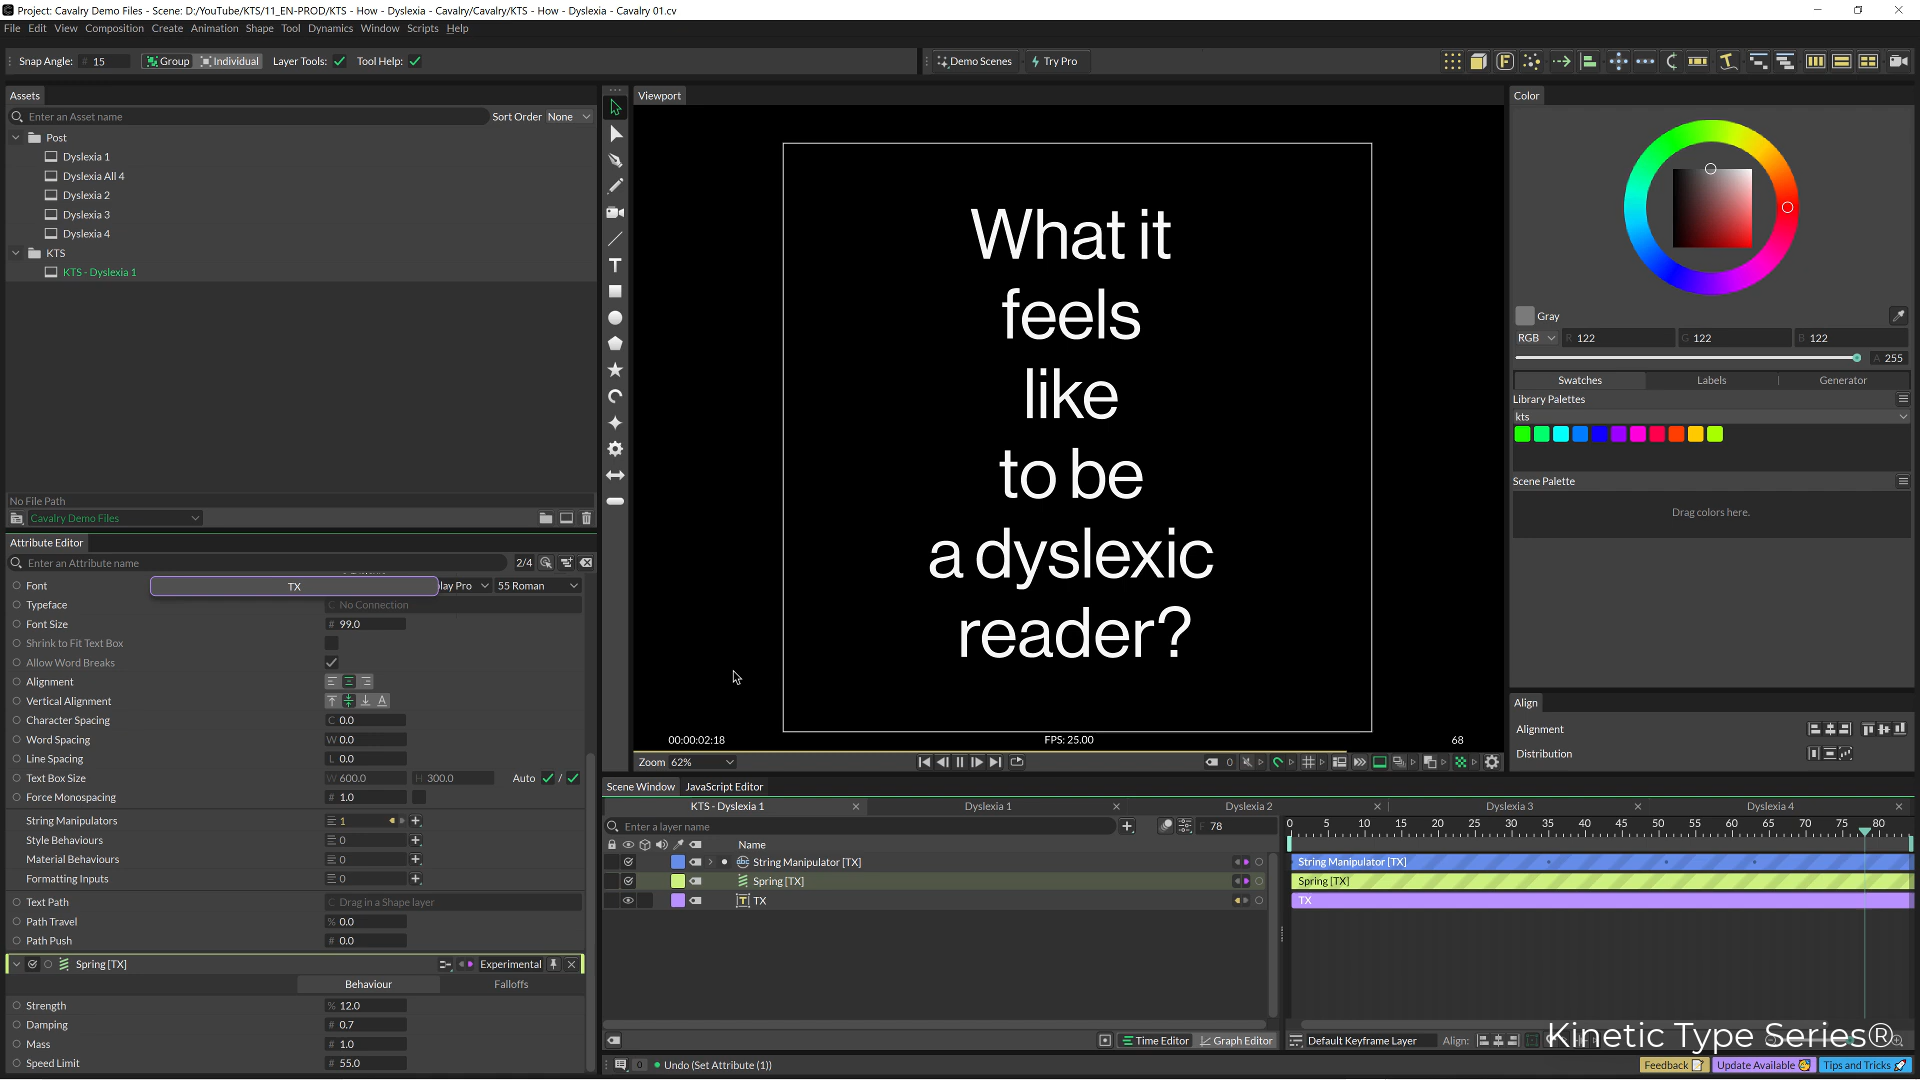 Project: Cavalry Demo Files - Scene: D:/YouTube/KTS/11_EN-PROD/KTS - How - Dyslexia - Cavalry/Cavalry/KTS - How - Dyslexia - Cavalry 01.cv
File Edit View Composition Create Animation Shape Tool Dynamics Window Scripts Help
Snap Angle: # 15 Group Individual Layer Tools: Tool Help: Demo Scenes Try Pro
Assets
Enter an Asset name Sort Order None
Post
Dyslexia 1
Dyslexia All 4
Dyslexia 2
Dyslexia 3
Dyslexia 4
KTS
KTS - Dyslexia 1
No File Path
Cavalry Demo Files
Attribute Editor
Enter an Attribute name 2/4
Font TX lay Pro 55 Roman
Typeface C No Connection
Font Size # 99.0
Shrink to Fit Text Box
Allow Word Breaks
Alignment
Vertical Alignment
Character Spacing C 0.0
Word Spacing W 0.0
Line Spacing L 0.0
Text Box Size W 600.0 H 300.0 Auto /
Force Monospacing # 1.0
String Manipulators 1
Style Behaviours 0
Material Behaviours 0
Formatting Inputs 0
Text Path C Drag in a Shape layer
Path Travel % 0.0
Path Push # 0.0
Spring [TX] Experimental
Behaviour Falloffs
Strength % 12.0
Damping # 0.7
Mass # 1.0
Speed Limit # 55.0
Viewport
What it
feels
like
to be
a dyslexic
reader?
00:00:02:18 FPS: 25.00 68
Zoom 62% 0
Scene Window JavaScript Editor
KTS - Dyslexia 1 Dyslexia 1 Dyslexia 2 Dyslexia 3 Dyslexia 4
Enter a layer name F 78 0 5 10 15 20 25 30 35 40 45 50 55 60 65 70 75 80
Name
String Manipulator [TX] String Manipulator [TX]
Spring [TX] Spring [TX]
TX TX
Time Editor Graph Editor Default Keyframe Layer Align:
0 Undo (Set Attribute (1)) Feedback Update Available Tips and Tricks
Color
Gray
RGB R 122 G 122 B 122
A 255
Swatches Labels Generator
Library Palettes
kts
Scene Palette
Drag colors here.
Align
Alignment
Distribution
Kinetic Type Series®